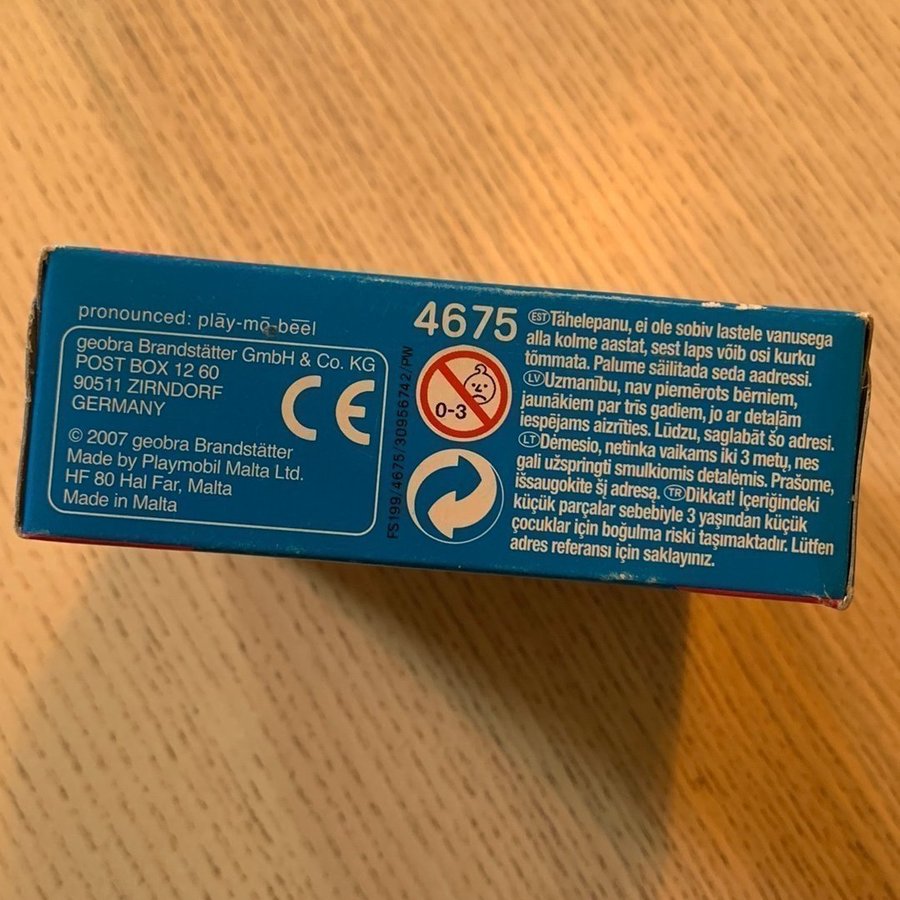 pronounced: plāy-mō-beel
geobra Brandstätter GmbH & Co. KG
POST BOX 12 60
90511 ZIRNDORF
GERMANY
CE
© 2007 geobra Brandstätter
Made by Playmobil Malta Ltd.
HF 80 Hal Far, Malta
Made in Malta
FS199/4675/30956742/PW
4675
0-3
EST Tähelepanu, ei ole sobiv lastele vanusega
alla kolme aastat, sest laps võib osi kurku
tõmmata. Palume säilitada seda aadressi.
LV Uzmanību, nav piemērots bērniem,
jaunākiem par trīs gadiem, jo ar detaļām
iespējams aizrīties. Lūdzu, saglabāt šo adresi.
LT Dėmesio, netinka vaikams iki 3 metų, nes
gali užspringti smulkiomis detalėmis. Prašome,
išsaugokite šį adresą. TR Dikkat! İçeriğindeki
küçük parçalar sebebiyle 3 yaşından küçük
çocuklar için boğulma riski taşımaktadır. Lütfen
adres referansı için saklayınız.